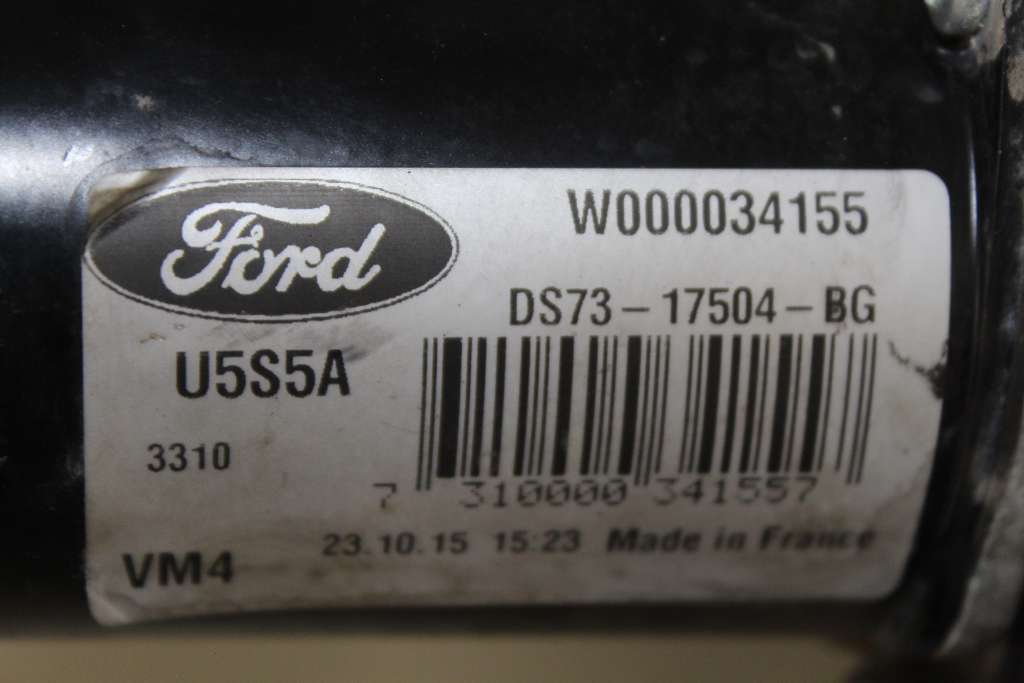 Ford
W000034155
DS73-17504-BG
U5S5A
3310
7 310000 341557
23.10.15 15:23 Made in France
VM4